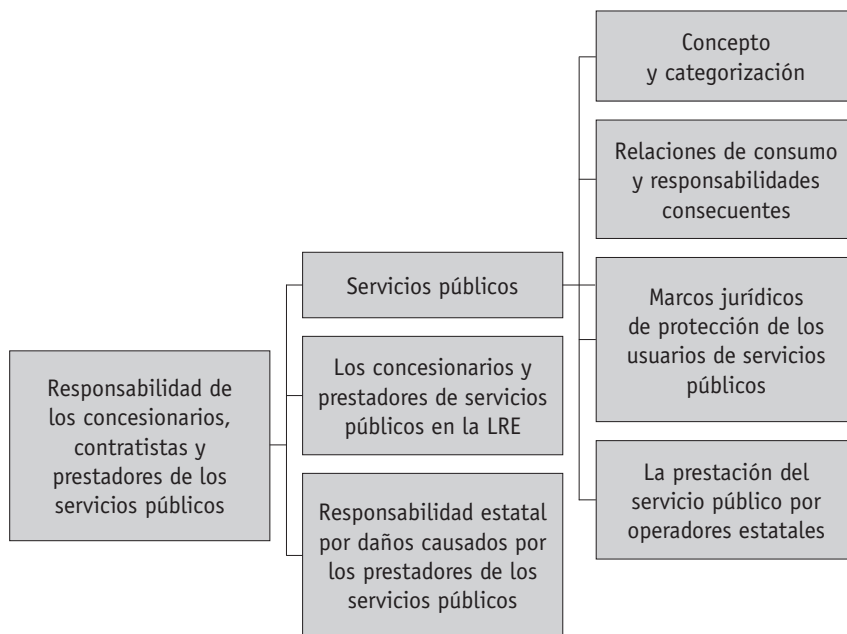 Responsabilidad de
los concesionarios,
contratistas y
prestadores de los
servicios públicos
Servicios públicos
Los concesionarios y
prestadores de servicios
públicos en la LRE
Responsabilidad estatal
por daños causados por
los prestadores de los
servicios públicos
Concepto
y categorización
Relaciones de consumo
y responsabilidades
consecuentes
Marcos jurídicos
de protección de los
usuarios de servicios
públicos
La prestación del
servicio público por
operadores estatales